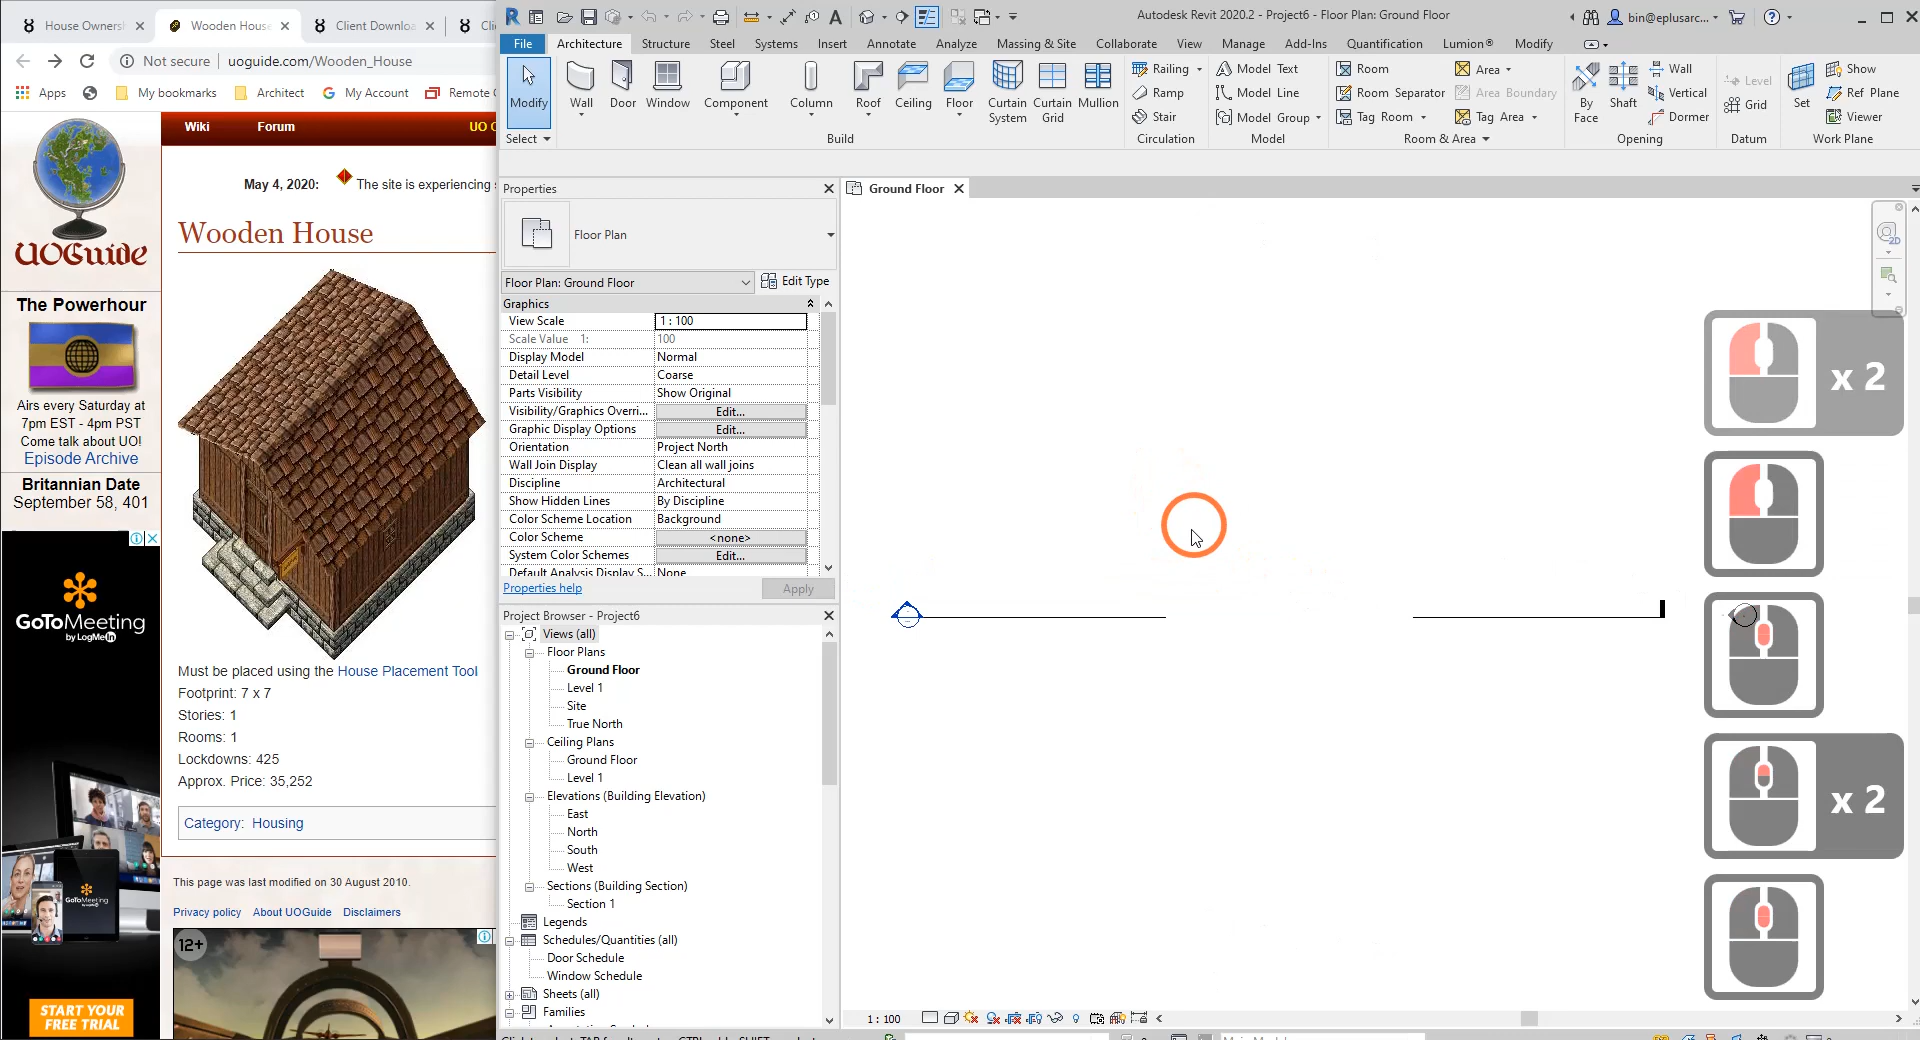 House Ownersh
Wooden House
Client Downloa
Cli
Not secure
uoguide.com/Wooden_House
Apps
My bookmarks
Architect
My Account
Remote
Wiki
Forum
UO
May 4, 2020:
The site is experiencing
UOGuide
Wooden House
The Powerhour
Airs every Saturday at
7pm EST - 4pm PST
Come talk about UO!
Episode Archive
Britannian Date
September 58, 401
GoToMeeting
by LogMeIn
GoToMeeting
START YOUR
FREE TRIAL
Must be placed using the House Placement Tool
Footprint: 7 x 7
Stories: 1
Rooms: 1
Lockdowns: 425
Approx. Price: 35,252
Category: Housing
This page was last modified on 30 August 2010.
Privacy policy
About UOGuide
Disclaimers
12+
Autodesk Revit 2020.2 - Project6 - Floor Plan: Ground Floor
bin@eplusarc...
File
Architecture
Structure
Steel
Systems
Insert
Annotate
Analyze
Massing & Site
Collaborate
View
Manage
Add-Ins
Quantification
Lumion®
Modify
Modify
Wall
Door
Window
Component
Column
Roof
Ceiling
Floor
Curtain
System
Curtain
Grid
Mullion
Railing
Ramp
Stair
Model Text
Model Line
Model Group
Room
Room Separator
Tag Room
Area
Area Boundary
Tag Area
By
Face
Shaft
Wall
Vertical
Dormer
Level
Grid
Set
Show
Ref Plane
Viewer
Select
Build
Circulation
Model
Room & Area
Opening
Datum
Work Plane
Properties
Floor Plan
Floor Plan: Ground Floor
Edit Type
Graphics
View Scale
1 : 100
Scale Value 1:
100
Display Model
Normal
Detail Level
Coarse
Parts Visibility
Show Original
Visibility/Graphics Overri...
Edit...
Graphic Display Options
Edit...
Orientation
Project North
Wall Join Display
Clean all wall joins
Discipline
Architectural
Show Hidden Lines
By Discipline
Color Scheme Location
Background
Color Scheme
<none>
System Color Schemes
Edit...
Default Analysis Display S...
None
Properties help
Apply
Project Browser - Project6
Views (all)
Floor Plans
Ground Floor
Level 1
Site
True North
Ceiling Plans
Ground Floor
Level 1
Elevations (Building Elevation)
East
North
South
West
Sections (Building Section)
Section 1
Legends
Schedules/Quantities (all)
Door Schedule
Window Schedule
Sheets (all)
Families
Ground Floor
2D
x 2
x 2
1 : 100